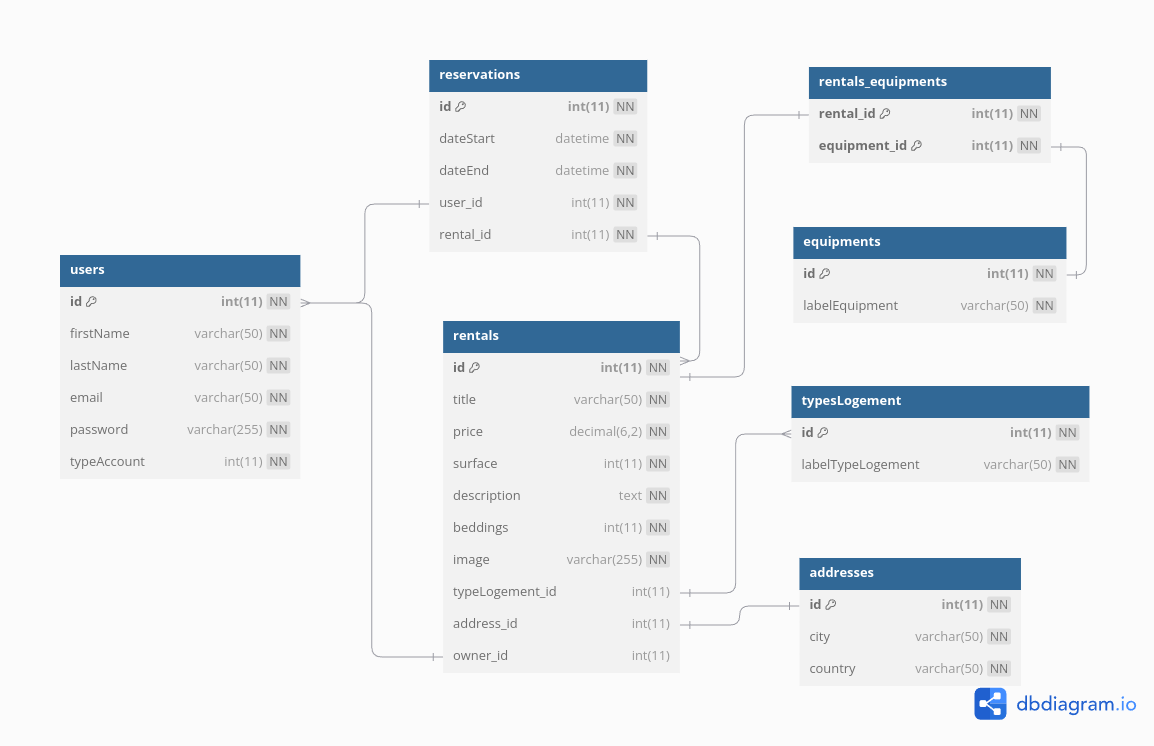 reservations
id int(11) NN
dateStart datetime NN
dateEnd datetime NN
user_id int(11) NN
rental_id int(11) NN
rentals_equipments
rental_id int(11) NN
equipment_id int(11) NN
equipments
id int(11) NN
labelEquipment varchar(50) NN
users
id int(11) NN
firstName varchar(50) NN
lastName varchar(50) NN
email varchar(50) NN
password varchar(255) NN
typeAccount int(11) NN
rentals
id int(11) NN
title varchar(50) NN
price decimal(6,2) NN
surface int(11) NN
description text NN
beddings int(11) NN
image varchar(255) NN
typeLogement_id int(11)
address_id int(11)
owner_id int(11)
typesLogement
id int(11) NN
labelTypeLogement varchar(50) NN
addresses
id int(11) NN
city varchar(50) NN
country varchar(50) NN
dbdiagram.io